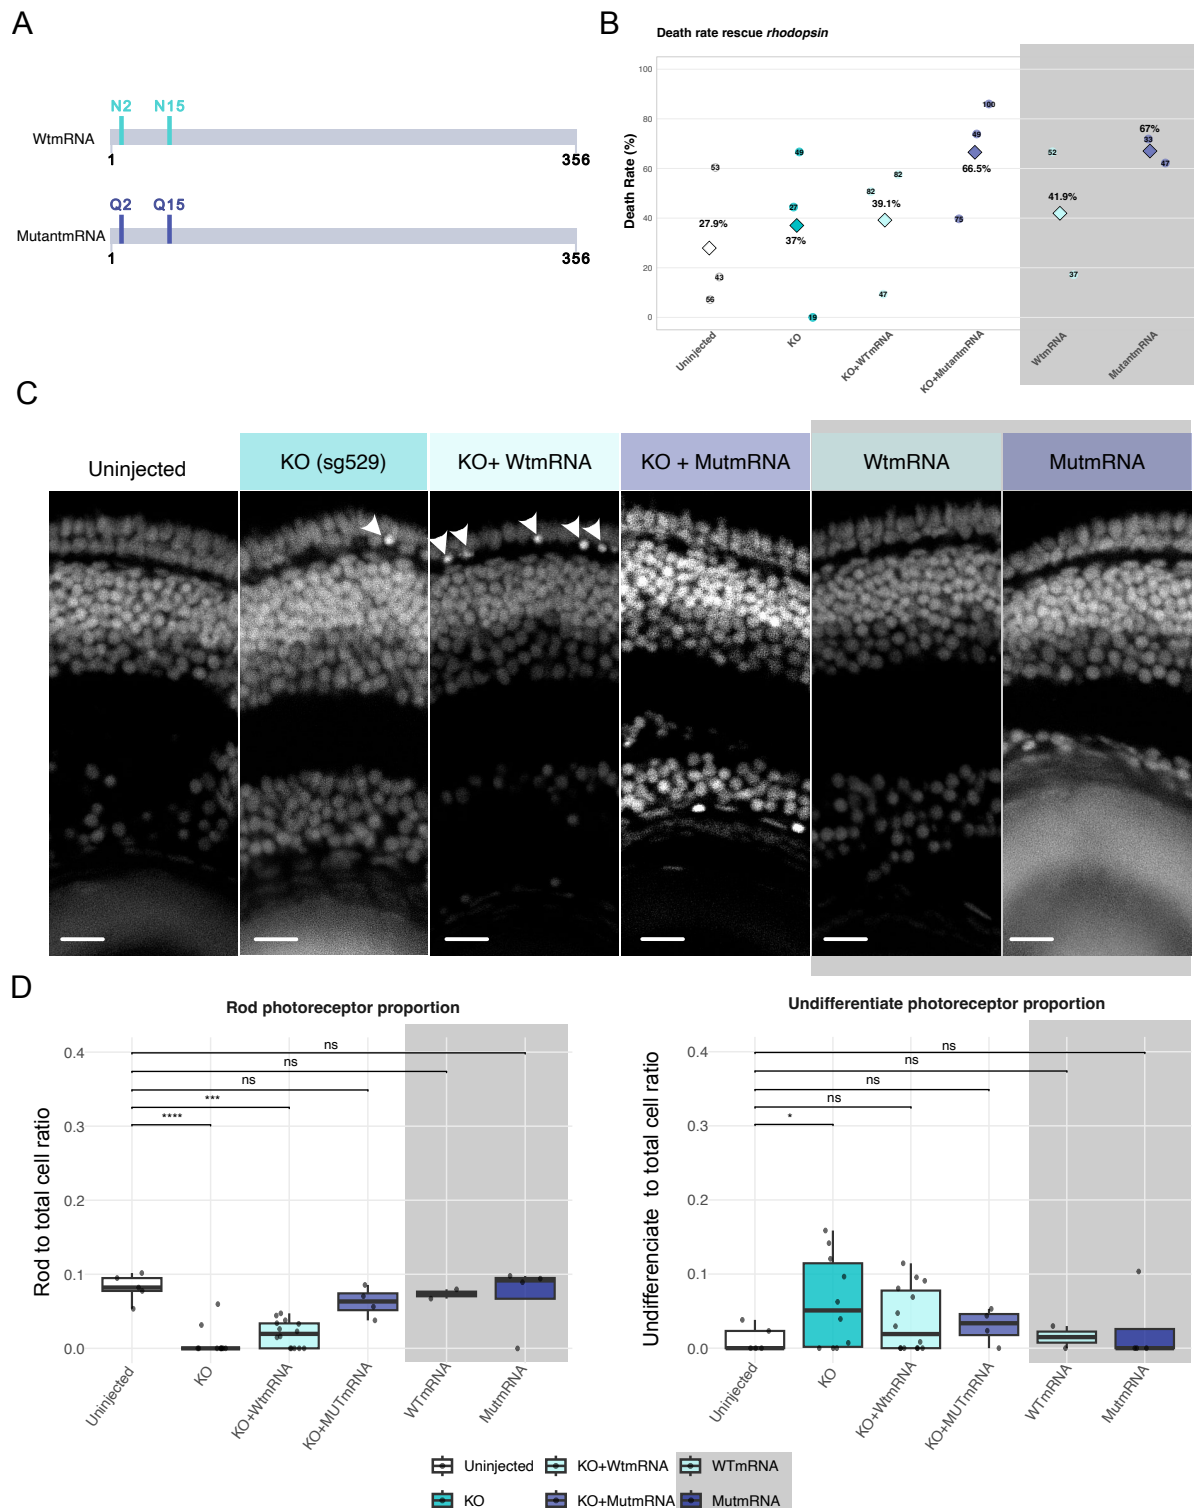 A
N2 N15
WtmRNA
1 356
Q2 Q15
MutantmRNA
1 356
B
Death rate rescue rhodopsin
Death Rate (%)
100
80
60
40
20
0
53
27.9%
43
56
49
27
37%
19
82
82
39.1%
47
100
49
66.5%
75
52
41.9%
37
67%
33
47
Uninjected
KO
KO+WTmRNA
KO+MutantmRNA
WtmRNA
MutantmRNA
C
Uninjected
KO (sg529)
KO+ WtmRNA
KO + MutmRNA
WtmRNA
MutmRNA
D
Rod photoreceptor proportion
Rod to total cell ratio
0.4
0.3
0.2
0.1
0.0
ns
ns
ns
***
****
Uninjected
KO
KO+WtmRNA
KO+MUTmRNA
WTmRNA
MutmRNA
Undifferentiate photoreceptor proportion
Undifferenciate to total cell ratio
0.4
0.3
0.2
0.1
0.0
ns
ns
ns
ns
*
Uninjected
KO
KO+WtmRNA
KO+MUTmRNA
WTmRNA
MutmRNA
Uninjected KO+WtmRNA WTmRNA
KO KO+MutmRNA MutmRNA